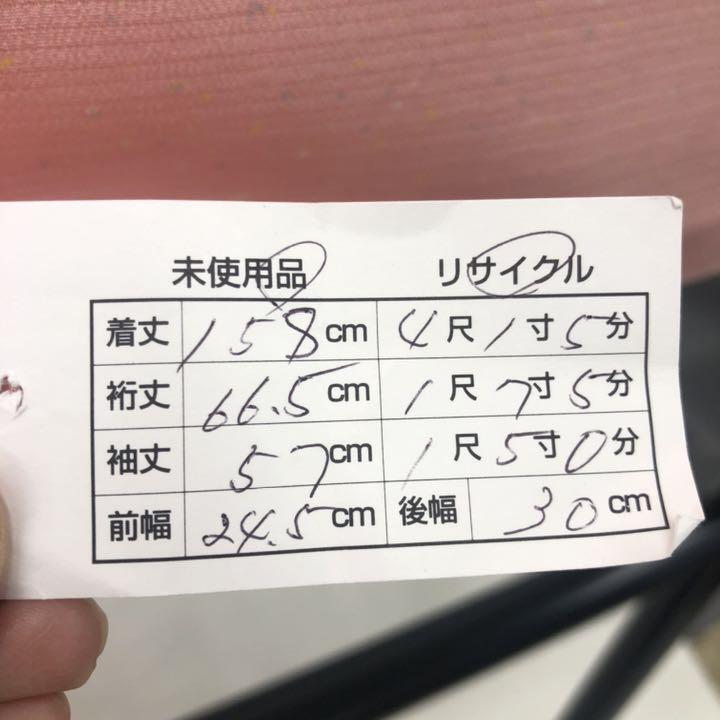 未使用品 リサイクル
着丈 158cm 4尺1寸5分
裄丈 66.5cm 1尺7寸5分
袖丈 57cm 1尺5寸0分
前幅 24.5cm 後幅 30cm